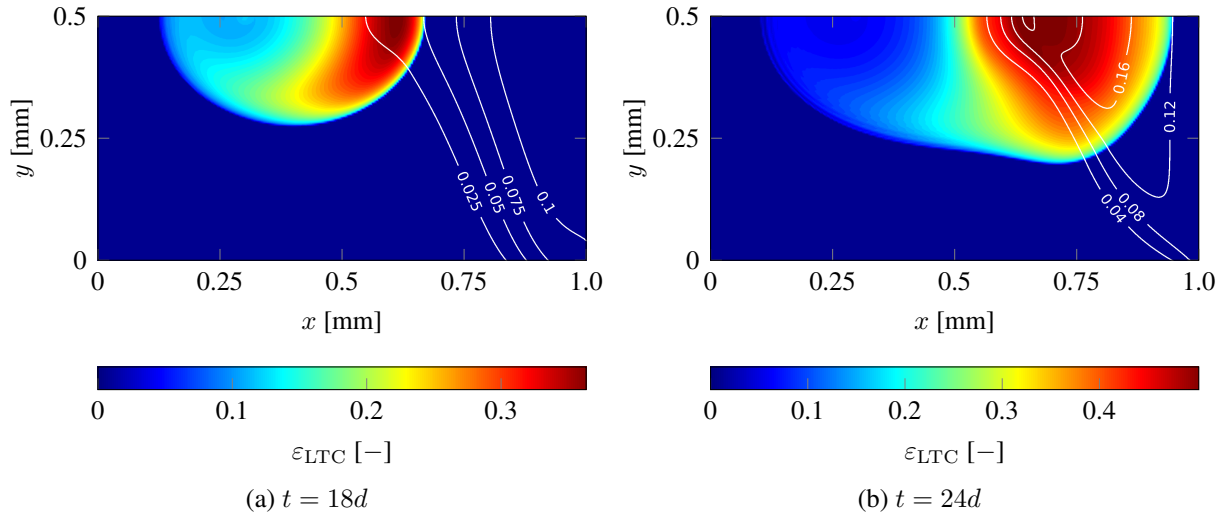 0.5
0.25
0
y [mm]
0 0.25 0.5 0.75 1.0
x [mm]
0.025
0.05
0.075
0.1
0 0.1 0.2 0.3
ε_LTC [−]
(a) t = 18d
0.5
0.25
0
y [mm]
0 0.25 0.5 0.75 1.0
x [mm]
0.16
0.12
0.08
0.04
0 0.1 0.2 0.3 0.4
ε_LTC [−]
(b) t = 24d